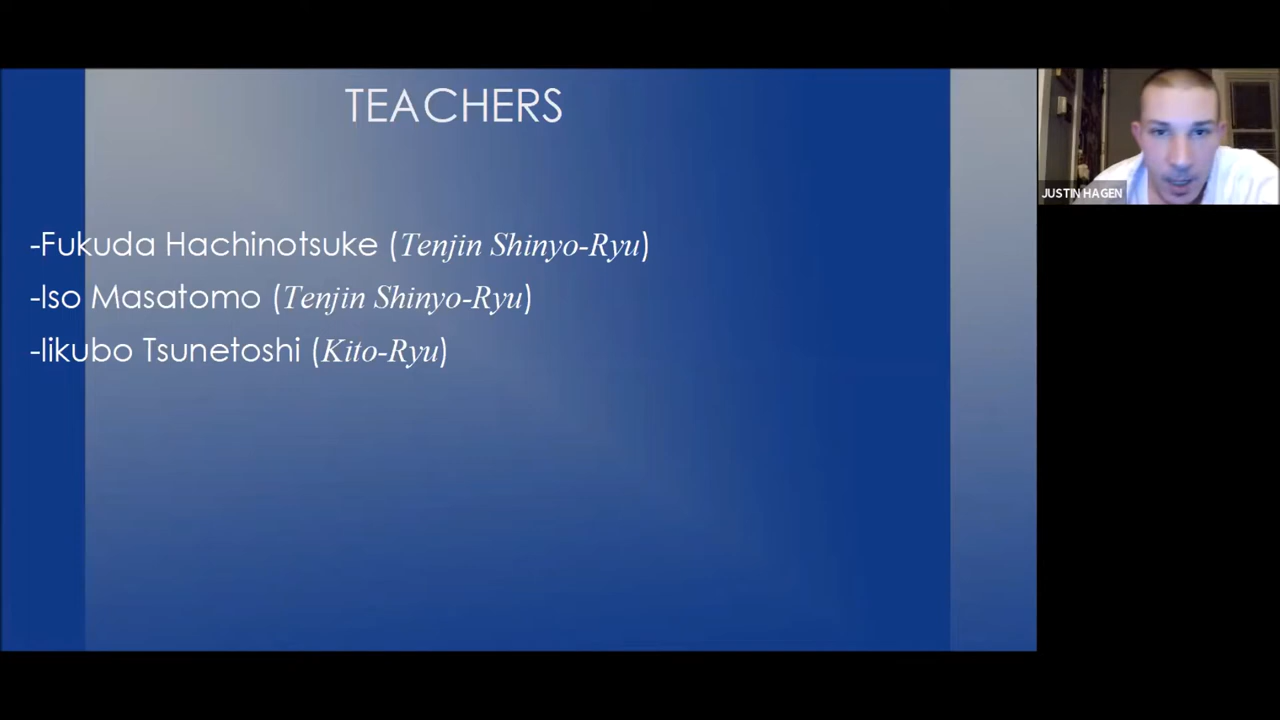 TEACHERS
JUSTIN HAGEN
-Fukuda Hachinotsuke (Tenjin Shinyo-Ryu)
-Iso Masatomo (Tenjin Shinyo-Ryu)
-Iikubo Tsunetoshi (Kito-Ryu)